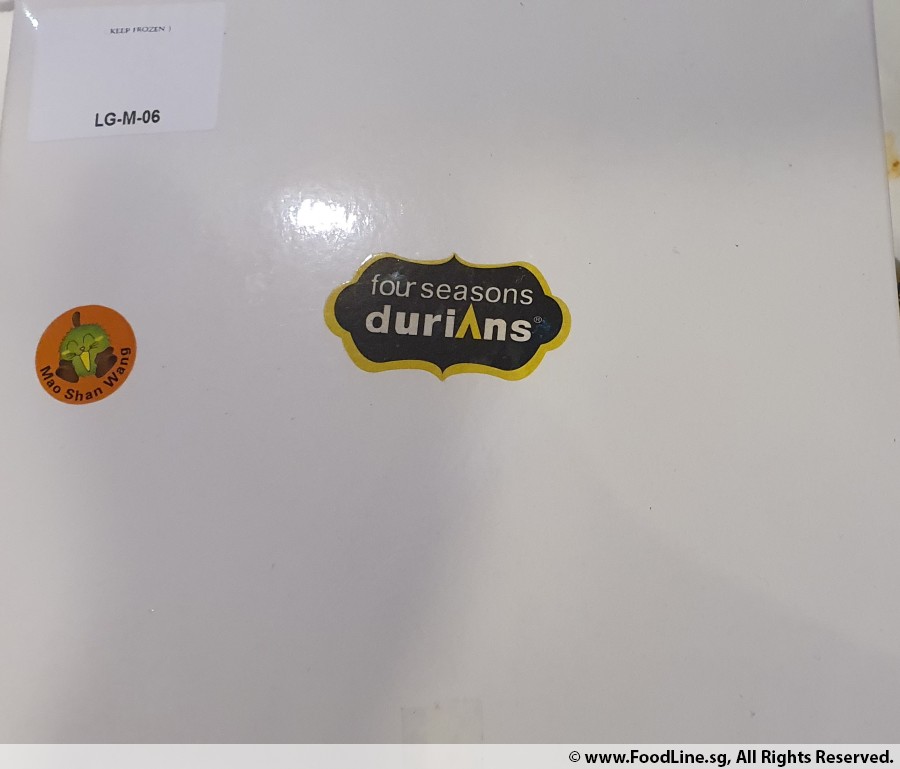 KEEP FROZEN )
LG-M-06
four seasons
duriAns®
Mao Shan Wang
© www.FoodLine.sg, All Rights Reserved.